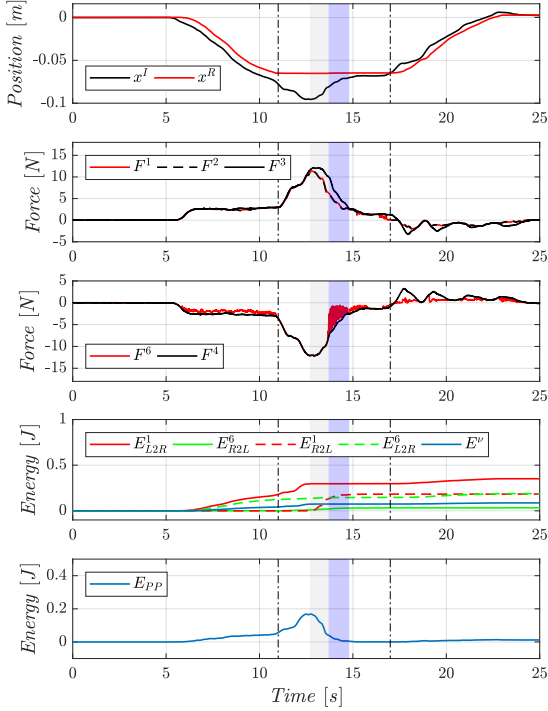 Position [m]
0
-0.05
-0.1
x^I x^R
0 5 10 15 20 25
Force [N]
15
10
5
0
-5
F^1 F^2 F^3
0 5 10 15 20 25
Force [N]
5
0
-5
-10
-15
F^6 F^4
0 5 10 15 20 25
Energy [J]
1
0.5
0
E^1_{L2R} E^6_{R2L} E^1_{R2L} E^6_{L2R} E^ν
0 5 10 15 20 25
Energy [J]
0.4
0.2
0
E_{PP}
0 5 10 15 20 25
Time [s]